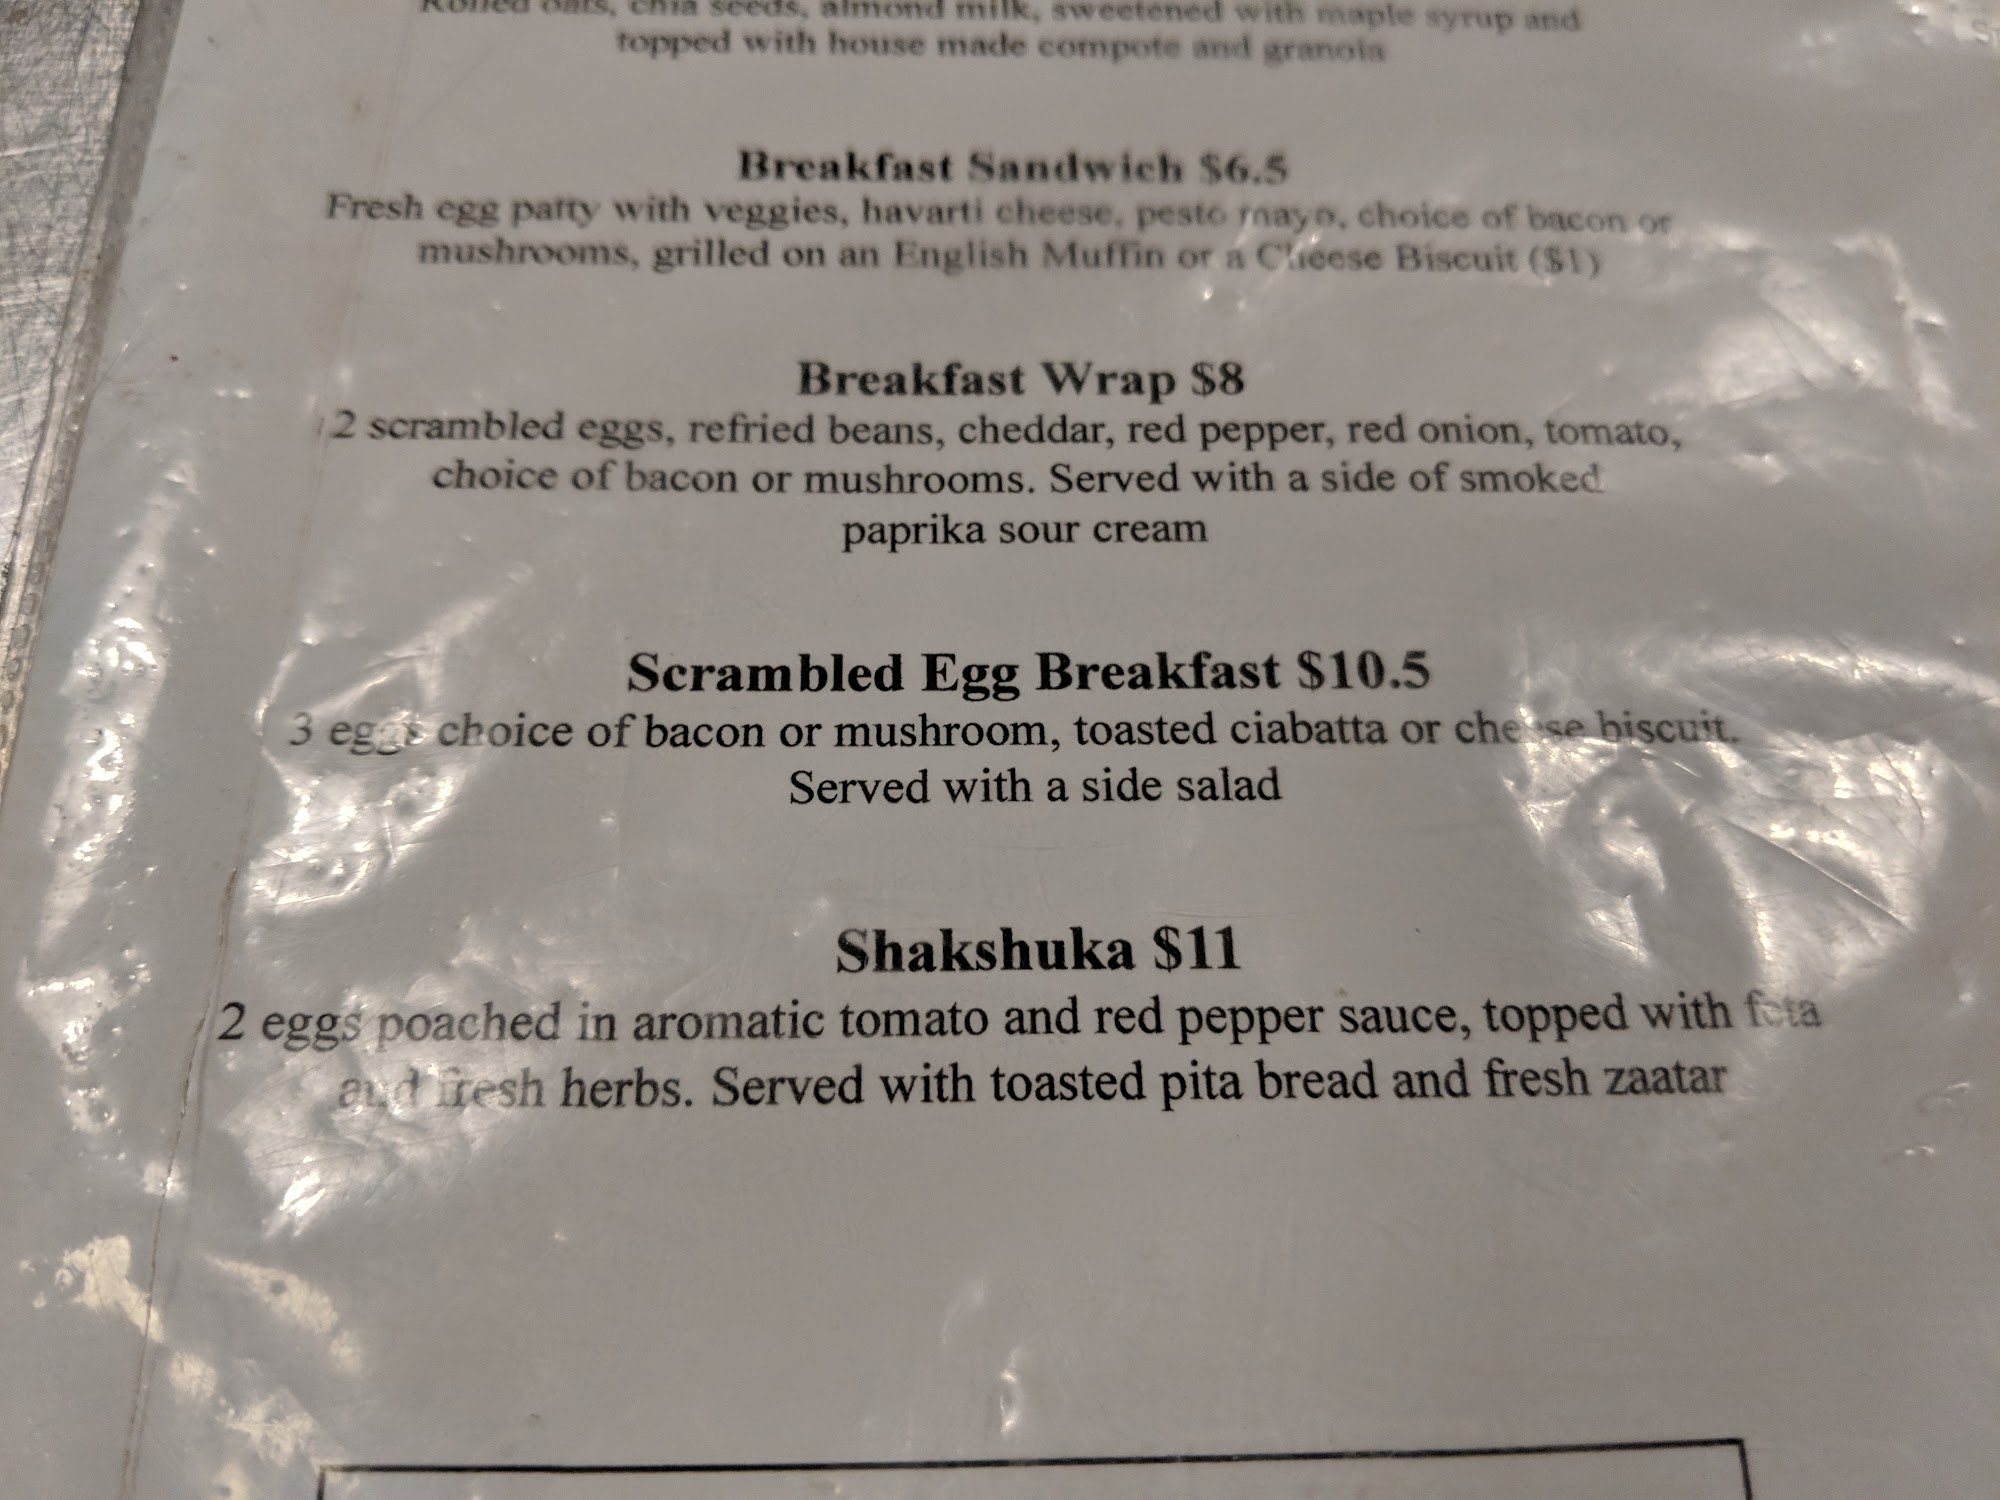 Rolled oats, chia seeds, almond milk, sweetened with maple syrup and
topped with house made compote and granola
Breakfast Sandwich $6.5
Fresh egg patty with veggies, havarti cheese, pesto mayo, choice of bacon or
mushrooms, grilled on an English Muffin or a Cheese Biscuit ($1)
Breakfast Wrap $8
2 scrambled eggs, refried beans, cheddar, red pepper, red onion, tomato,
choice of bacon or mushrooms. Served with a side of smoked
paprika sour cream
Scrambled Egg Breakfast $10.5
3 eggs choice of bacon or mushroom, toasted ciabatta or cheese biscuit.
Served with a side salad
Shakshuka $11
2 eggs poached in aromatic tomato and red pepper sauce, topped with feta
and fresh herbs. Served with toasted pita bread and fresh zaatar